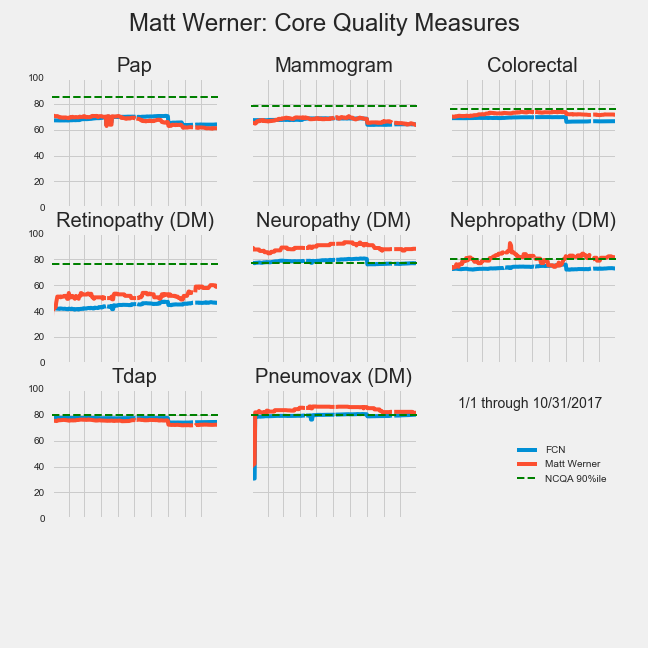 Matt Werner: Core Quality Measures
Pap
Mammogram
Colorectal
100
80
60
40
20
0
Retinopathy (DM)
Neuropathy (DM)
Nephropathy (DM)
100
80
60
40
20
0
Tdap
Pneumovax (DM)
100
80
60
40
20
0
1/1 through 10/31/2017
FCN
Matt Werner
NCQA 90%ile